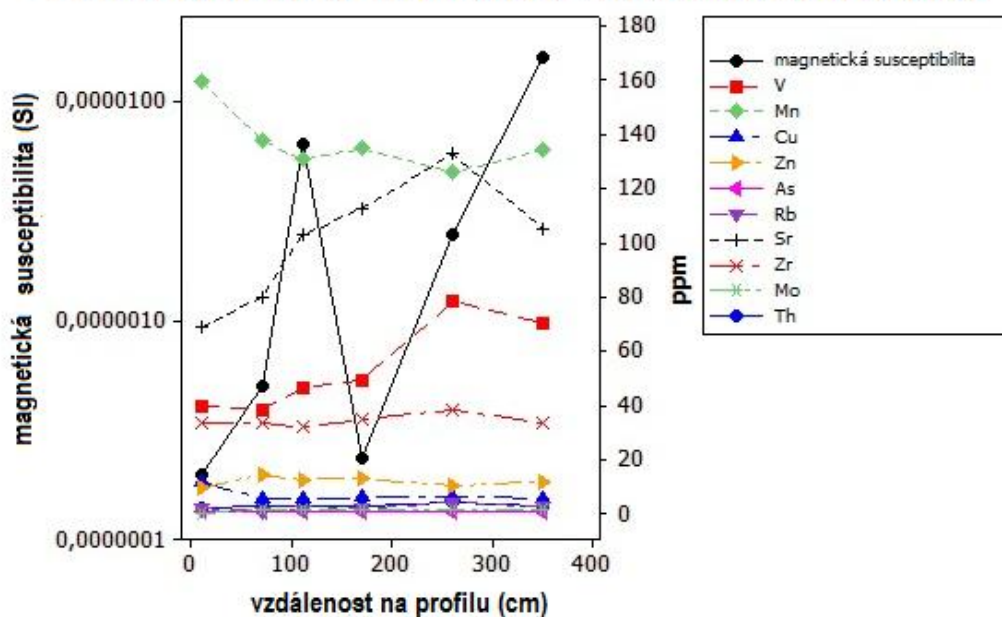 magnetická susceptibilita (SI)
0,0000100
0,0000010
0,0000001
0
100
200
300
400
vzdálenost na profilu (cm)
180
160
140
120
100
80
60
40
20
0
ppm
magnetická susceptibilita
V
Mn
Cu
Zn
As
Rb
Sr
Zr
Mo
Th